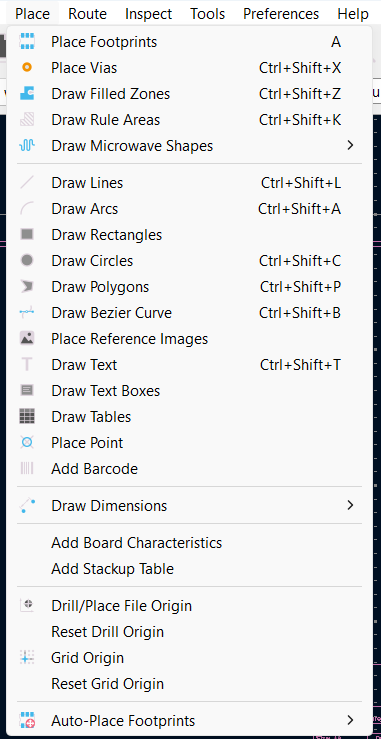 Place Route Inspect Tools Preferences Help
Place Footprints A
Place Vias Ctrl+Shift+X
Draw Filled Zones Ctrl+Shift+Z
Draw Rule Areas Ctrl+Shift+K
Draw Microwave Shapes
Draw Lines Ctrl+Shift+L
Draw Arcs Ctrl+Shift+A
Draw Rectangles
Draw Circles Ctrl+Shift+C
Draw Polygons Ctrl+Shift+P
Draw Bezier Curve Ctrl+Shift+B
Place Reference Images
Draw Text Ctrl+Shift+T
Draw Text Boxes
Draw Tables
Place Point
Add Barcode
Draw Dimensions
Add Board Characteristics
Add Stackup Table
Drill/Place File Origin
Reset Drill Origin
Grid Origin
Reset Grid Origin
Auto-Place Footprints